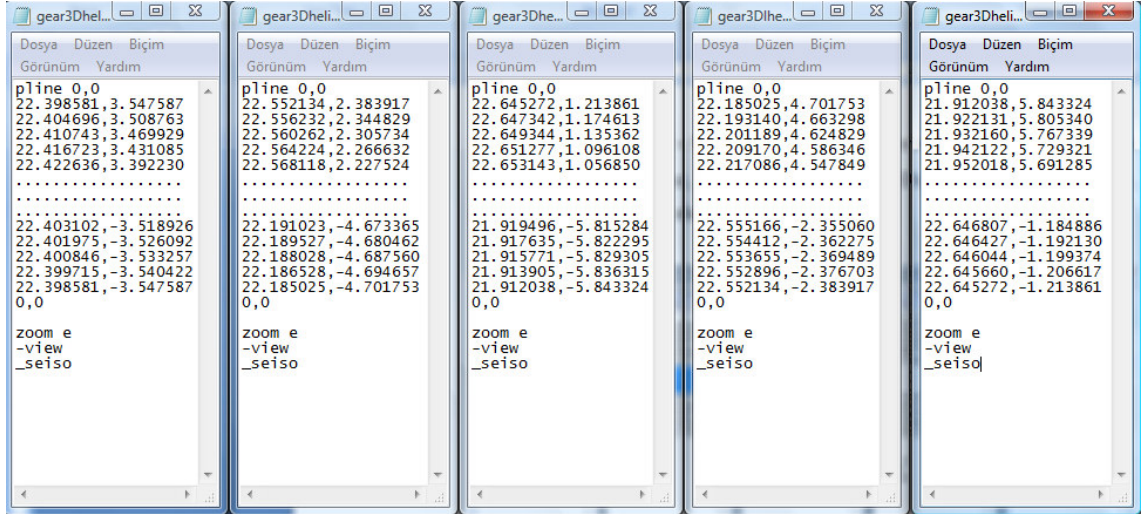 gear3Dhel...
Dosya Düzen Biçim
Görünüm Yardım
pline 0,0
22.398581,3.547587
22.404696,3.508763
22.410743,3.469929
22.416723,3.431085
22.422636,3.392230
..................
..................
..................
22.403102,-3.518926
22.401975,-3.526092
22.400846,-3.533257
22.399715,-3.540422
22.398581,-3.547587
0,0
zoom e
-view
_seiso
gear3Dheli...
Dosya Düzen Biçim
Görünüm Yardım
pline 0,0
22.552134,2.383917
22.556232,2.344829
22.560262,2.305734
22.564224,2.266632
22.568118,2.227524
..................
..................
..................
22.191023,-4.673365
22.189527,-4.680462
22.188028,-4.687560
22.186528,-4.694657
22.185025,-4.701753
0,0
zoom e
-view
_seiso
gear3Dhe...
Dosya Düzen Biçim
Görünüm Yardım
pline 0,0
22.645272,1.213861
22.647342,1.174613
22.649344,1.135362
22.651277,1.096108
22.653143,1.056850
..................
..................
..................
21.919496,-5.815284
21.917635,-5.822295
21.915771,-5.829305
21.913905,-5.836315
21.912038,-5.843324
0,0
zoom e
-view
_seiso
gear3DIhe...
Dosya Düzen Biçim
Görünüm Yardım
pline 0,0
22.185025,4.701753
22.193140,4.663298
22.201189,4.624829
22.209170,4.586346
22.217086,4.547849
..................
..................
..................
22.555166,-2.355060
22.554412,-2.362275
22.553655,-2.369489
22.552896,-2.376703
22.552134,-2.383917
0,0
zoom e
-view
_seiso
gear3Dheli...
Dosya Düzen Biçim
Görünüm Yardım
pline 0,0
21.912038,5.843324
21.922131,5.805340
21.932160,5.767339
21.942122,5.729321
21.952018,5.691285
..................
..................
..................
22.646807,-1.184886
22.646427,-1.192130
22.646044,-1.199374
22.645660,-1.206617
22.645272,-1.213861
0,0
zoom e
-view
_seiso